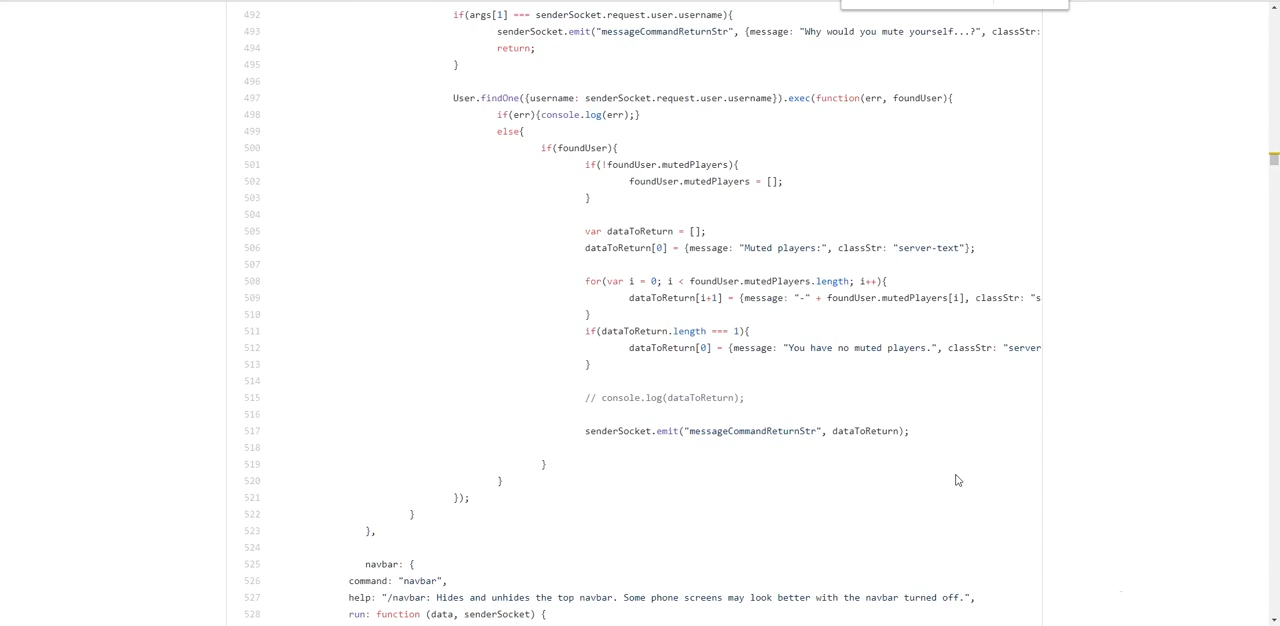 492 if(args[1] === senderSocket.request.user.username){
493 senderSocket.emit("messageCommandReturnStr", {message: "Why would you mute yourself...?", classStr:
494 return;
495 }
496
497 User.findOne({username: senderSocket.request.user.username}).exec(function(err, foundUser){
498 if(err){console.log(err);}
499 else{
500 if(foundUser){
501 if(!foundUser.mutedPlayers){
502 foundUser.mutedPlayers = [];
503 }
504
505 var dataToReturn = [];
506 dataToReturn[0] = {message: "Muted players:", classStr: "server-text"};
507
508 for(var i = 0; i < foundUser.mutedPlayers.length; i++){
509 dataToReturn[i+1] = {message: "-" + foundUser.mutedPlayers[i], classStr: "s
510 }
511 if(dataToReturn.length === 1){
512 dataToReturn[0] = {message: "You have no muted players.", classStr: "server
513 }
514
515 // console.log(dataToReturn);
516
517 senderSocket.emit("messageCommandReturnStr", dataToReturn);
518
519 }
520 }
521 });
522 }
523 },
524
525 navbar: {
526 command: "navbar",
527 help: "/navbar: Hides and unhides the top navbar. Some phone screens may look better with the navbar turned off.",
528 run: function (data, senderSocket) {